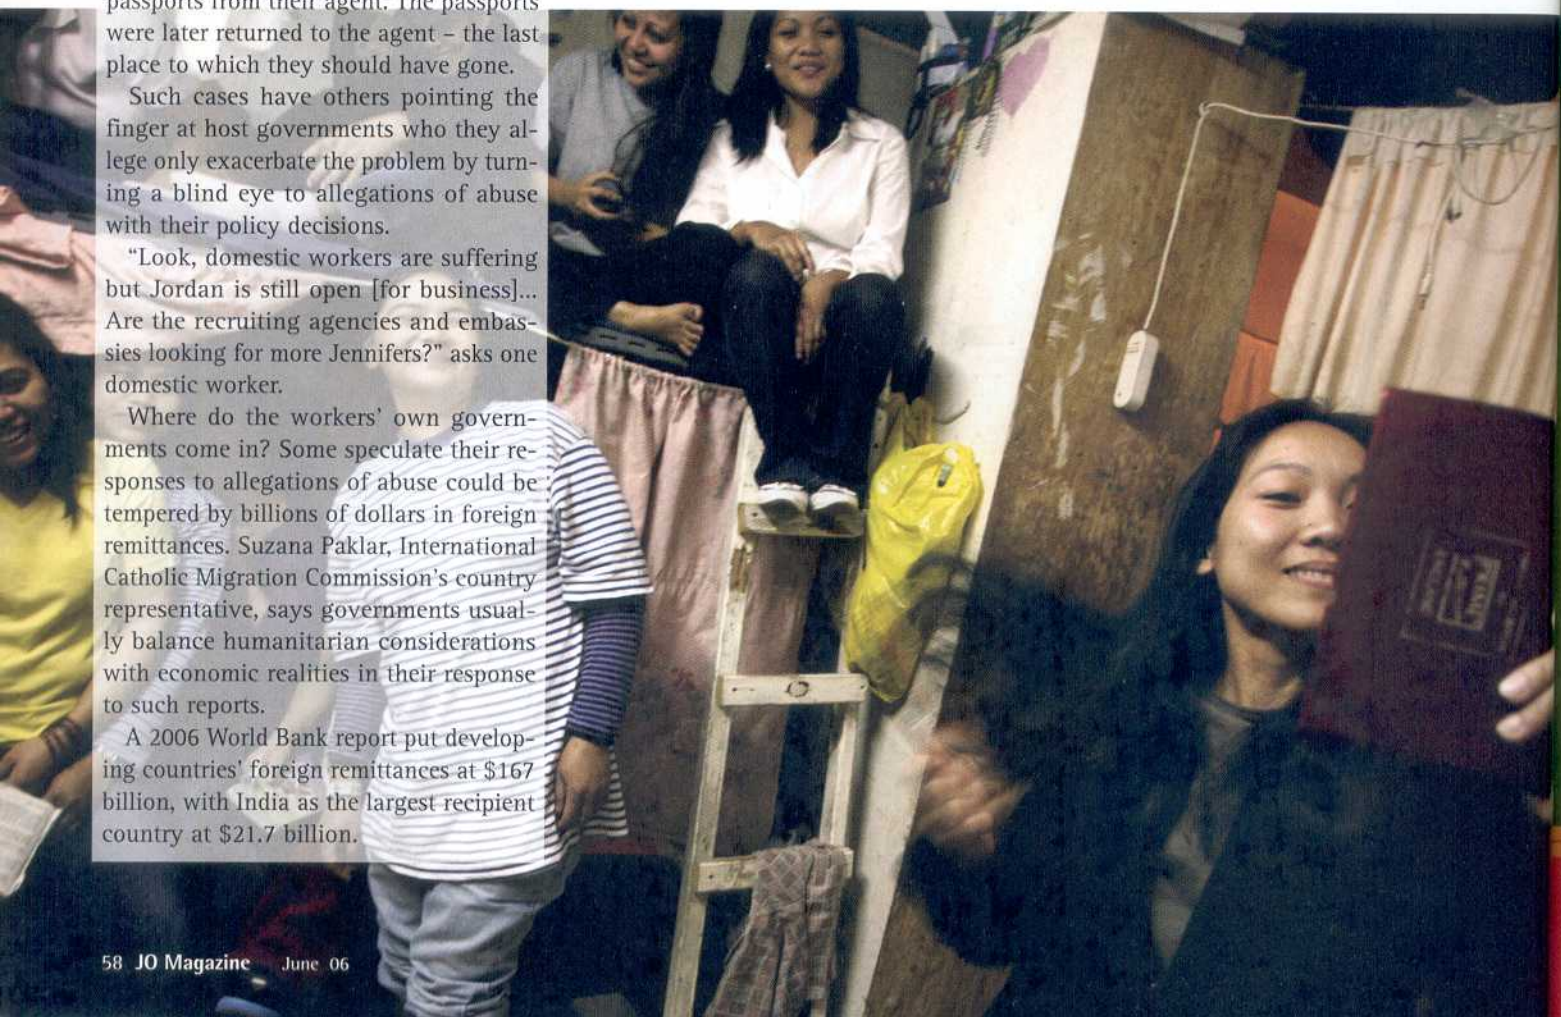 passports from their agent. The passports
were later returned to the agent – the last
place to which they should have gone.
Such cases have others pointing the
finger at host governments who they al-
lege only exacerbate the problem by turn-
ing a blind eye to allegations of abuse
with their policy decisions.
“Look, domestic workers are suffering
but Jordan is still open [for business]...
Are the recruiting agencies and embas-
sies looking for more Jennifers?” asks one
domestic worker.
Where do the workers’ own govern-
ments come in? Some speculate their re-
sponses to allegations of abuse could be
tempered by billions of dollars in foreign
remittances. Suzana Paklar, International
Catholic Migration Commission’s country
representative, says governments usual-
ly balance humanitarian considerations
with economic realities in their response
to such reports.
A 2006 World Bank report put develop-
ing countries’ foreign remittances at $167
billion, with India as the largest recipient
country at $21.7 billion.
58 JO Magazine June 06